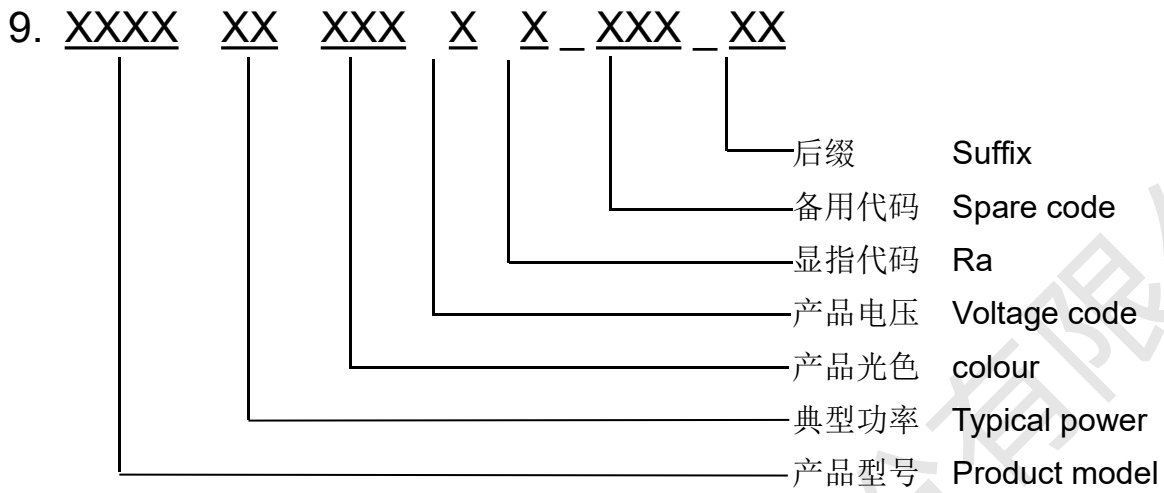 9. XXXX XX XXX X X _ XXX _ XX
后缀 Suffix
备用代码 Spare code
显指代码 Ra
产品电压 Voltage code
产品光色 colour
典型功率 Typical power
产品型号 Product model
有限